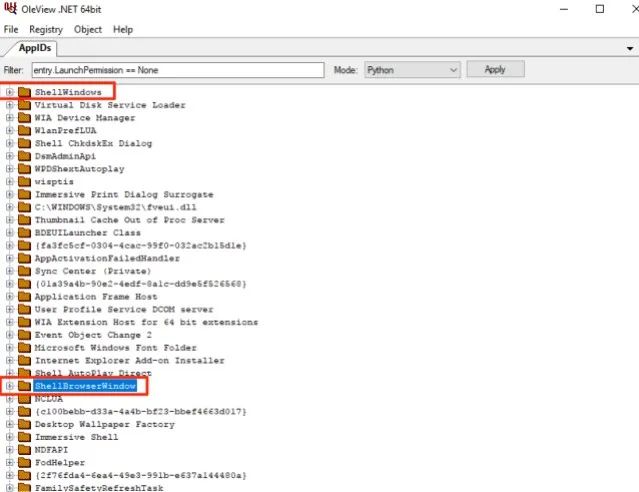 OleView .NET 64bit
File Registry Object Help
AppIDs
Filter: entry.LaunchPermission == None Mode: Python Apply
ShellWindows
Virtual Disk Service Loader
WIA Device Manager
WlanPrefLUA
Shell ChkdskEx Dialog
DsmAdminApi
WPDShextAutoplay
wisptis
Immersive Print Dialog Surrogate
C:\WINDOWS\System32\fveui.dll
Thumbnail Cache Out of Proc Server
BDEUILauncher Class
{fa3fc5cf-0304-4cac-99f0-032ac2b15d1e}
AppActivationFailedHandler
Sync Center (Private)
{01a39a4b-90e2-4edf-8a1c-dd9e5f526568}
Application Frame Host
User Profile Service DCOM server
WIA Extension Host for 64 bit extensions
Event Object Change 2
Microsoft Windows Font Folder
Internet Explorer Add-on Installer
Shell AutoPlay Direct
ShellBrowserWindow
NCLUA
{c100bebb-d33a-4a4b-bf23-bbef4663d017}
Desktop Wallpaper Factory
Immersive Shell
NDFAPI
FodHelper
{2f76fda4-6ea4-49e3-991b-e637a144480a}
FamilySafetyRefreshTask